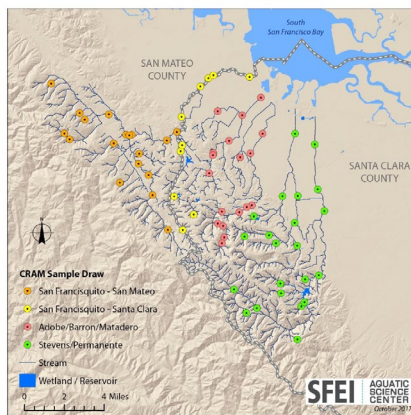 South
San Francisco Bay
SAN MATEO
COUNTY
SANTA CLARA
COUNTY
N
CRAM Sample Draw
San Francisquito - San Mateo
San Francisquito - Santa Clara
Adobe/Barron/Matadero
Stevens/Permanente
Stream
Wetland / Reservoir
0 2 4 Miles
SFEI AQUATIC
SCIENCE
CENTER